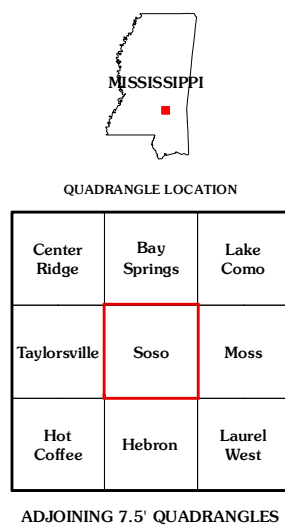 MISSISSIPPI
QUADRANGLE LOCATION
Center
Ridge
Bay
Springs
Lake
Como
Taylorsville
Soso
Moss
Hot
Coffee
Hebron
Laurel
West
ADJOINING 7.5' QUADRANGLES